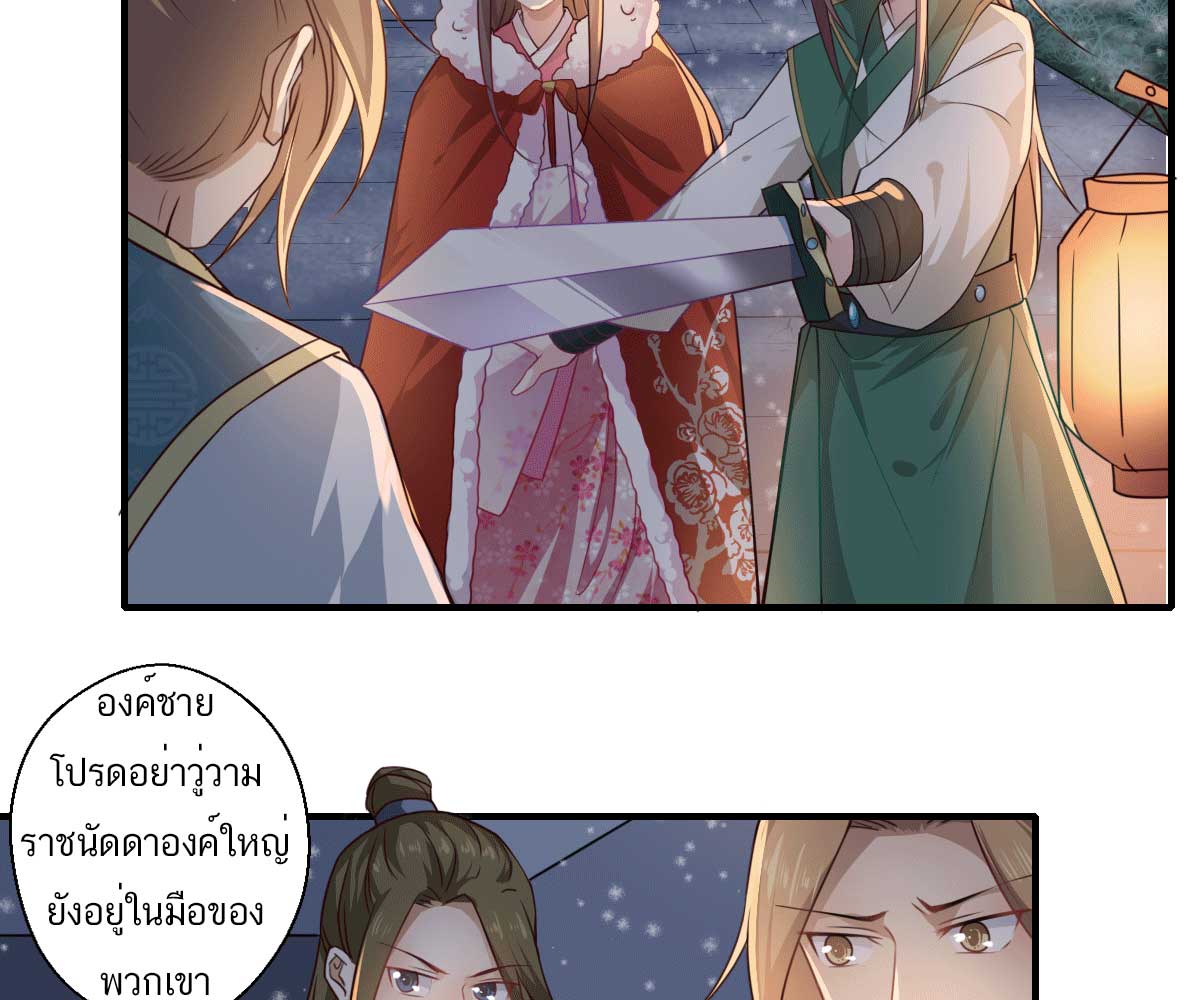 องค์ชาย
โปรดอย่าวู่วาม
ราชนัดดาองค์ใหญ่
ยังอยู่ในมือของ
พวกเขา